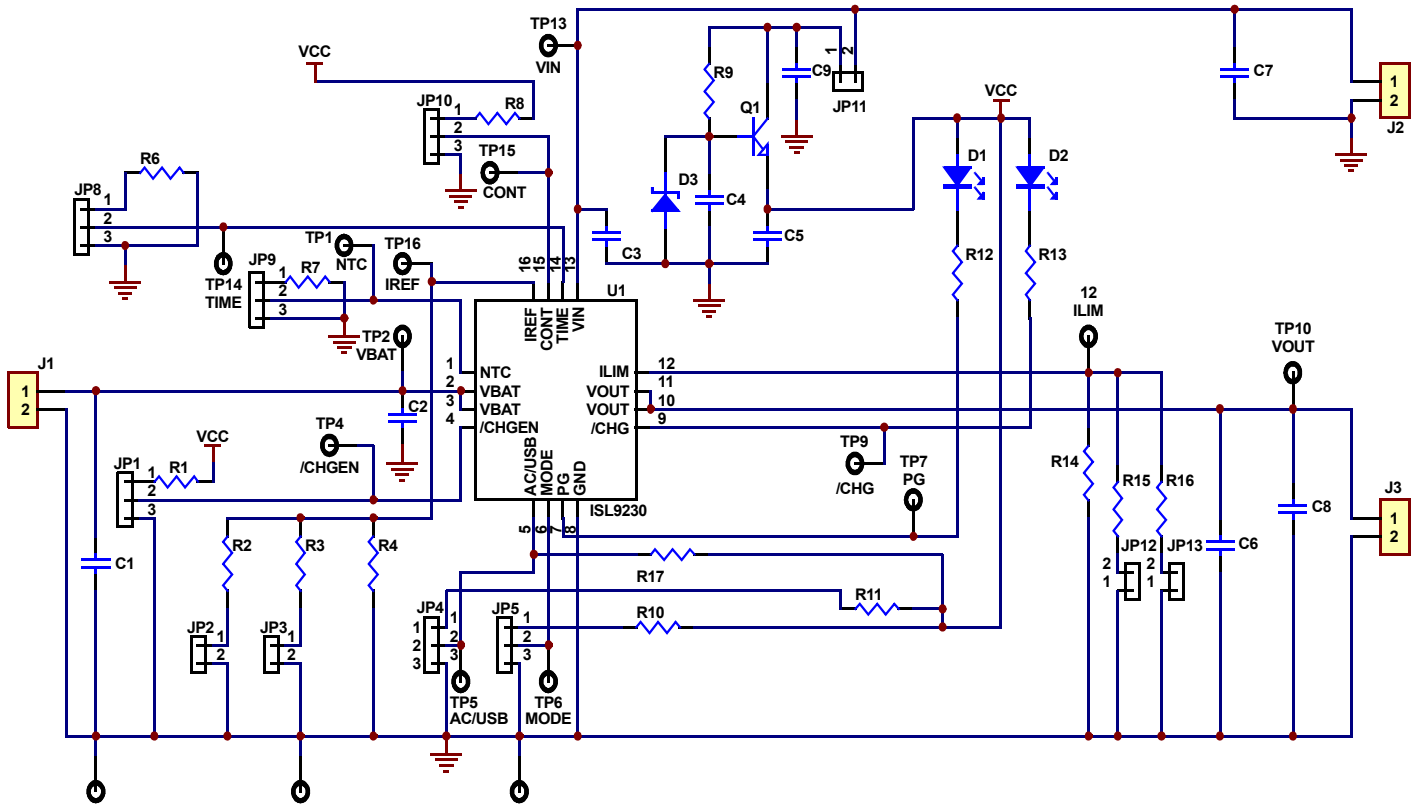 TP13
VIN
VCC
R9
C9
1
2
JP11
C7
1
2
J2
JP10
1
2
3
R8
Q1
VCC
TP15
CONT
D3
C4
D1
D2
R6
JP8
1
2
3
C3
C5
R12
R13
TP14
TIME
TP1
NTC
TP16
IREF
JP9
1
2
3
R7
16
15
14
13
U1
IREF
CONT
TIME
VIN
TP2
VBAT
12
ILIM
TP10
VOUT
J1
1
2
1
2
3
4
NTC
VBAT
VBAT
/CHGEN
ILIM
VOUT
VOUT
/CHG
12
11
10
9
C2
TP4
/CHGEN
VCC
JP1
1
2
3
R1
AC/USB
MODE
PG
GND
ISL9230
5
6
7
8
TP9
/CHG
TP7
PG
R14
R15
R16
C8
J3
1
2
C1
R2
R3
R4
C6
JP12
2
1
JP13
2
1
R17
R11
R10
JP2
1
2
JP3
1
2
JP4
1
2
3
1
2
3
JP5
1
2
3
TP5
AC/USB
TP6
MODE